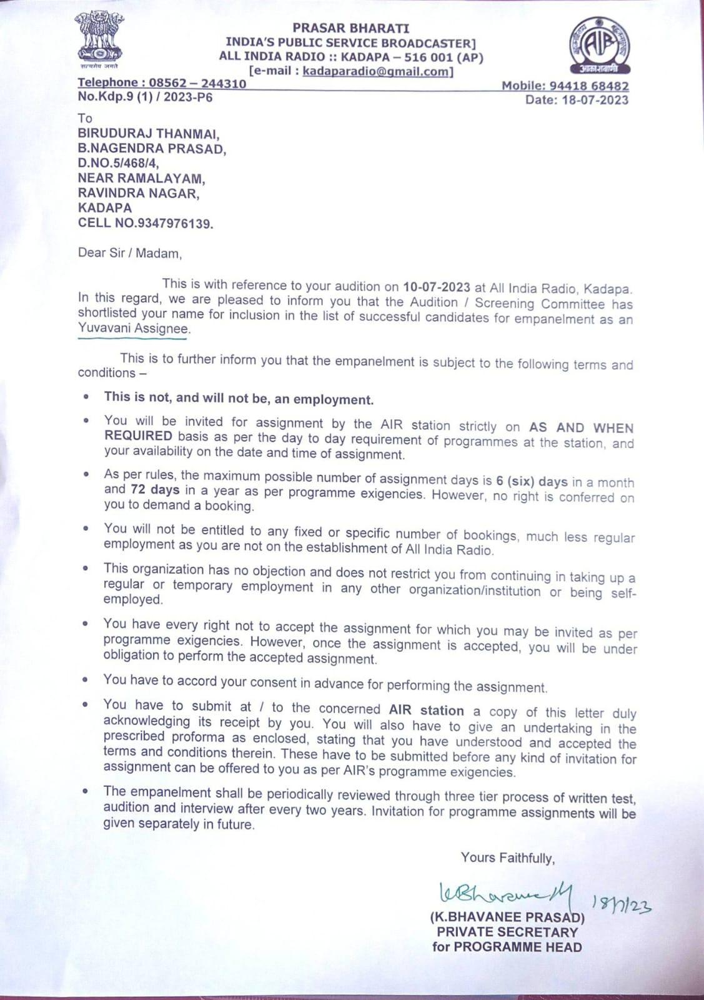 PRASAR BHARATI
INDIA'S PUBLIC SERVICE BROADCASTER]
ALL INDIA RADIO :: KADAPA – 516 001 (AP)
[e-mail : kadaparadio@gmail.com]
सत्यमेव जयते
AIR
आकाशवाणी
Telephone : 08562 – 244310
Mobile: 94418 68482
No.Kdp.9 (1) / 2023-P6
Date: 18-07-2023
To
BIRUDURAJ THANMAI,
B.NAGENDRA PRASAD,
D.NO.5/468/4,
NEAR RAMALAYAM,
RAVINDRA NAGAR,
KADAPA
CELL NO.9347976139.
Dear Sir / Madam,
This is with reference to your audition on 10-07-2023 at All India Radio, Kadapa.
In this regard, we are pleased to inform you that the Audition / Screening Committee has
shortlisted your name for inclusion in the list of successful candidates for empanelment as an
Yuvavani Assignee.
This is to further inform you that the empanelment is subject to the following terms and
conditions –
• This is not, and will not be, an employment.
• You will be invited for assignment by the AIR station strictly on AS AND WHEN
REQUIRED basis as per the day to day requirement of programmes at the station, and
your availability on the date and time of assignment.
• As per rules, the maximum possible number of assignment days is 6 (six) days in a month
and 72 days in a year as per programme exigencies. However, no right is conferred on
you to demand a booking.
• You will not be entitled to any fixed or specific number of bookings, much less regular
employment as you are not on the establishment of All India Radio.
• This organization has no objection and does not restrict you from continuing in taking up a
regular or temporary employment in any other organization/institution or being self-
employed.
• You have every right not to accept the assignment for which you may be invited as per
programme exigencies. However, once the assignment is accepted, you will be under
obligation to perform the accepted assignment.
• You have to accord your consent in advance for performing the assignment.
• You have to submit at / to the concerned AIR station a copy of this letter duly
acknowledging its receipt by you. You will also have to give an undertaking in the
prescribed proforma as enclosed, stating that you have understood and accepted the
terms and conditions therein. These have to be submitted before any kind of invitation for
assignment can be offered to you as per AIR's programme exigencies.
• The empanelment shall be periodically reviewed through three tier process of written test,
audition and interview after every two years. Invitation for programme assignments will be
given separately in future.
Yours Faithfully,
18/7/23
(K.BHAVANEE PRASAD)
PRIVATE SECRETARY
for PROGRAMME HEAD